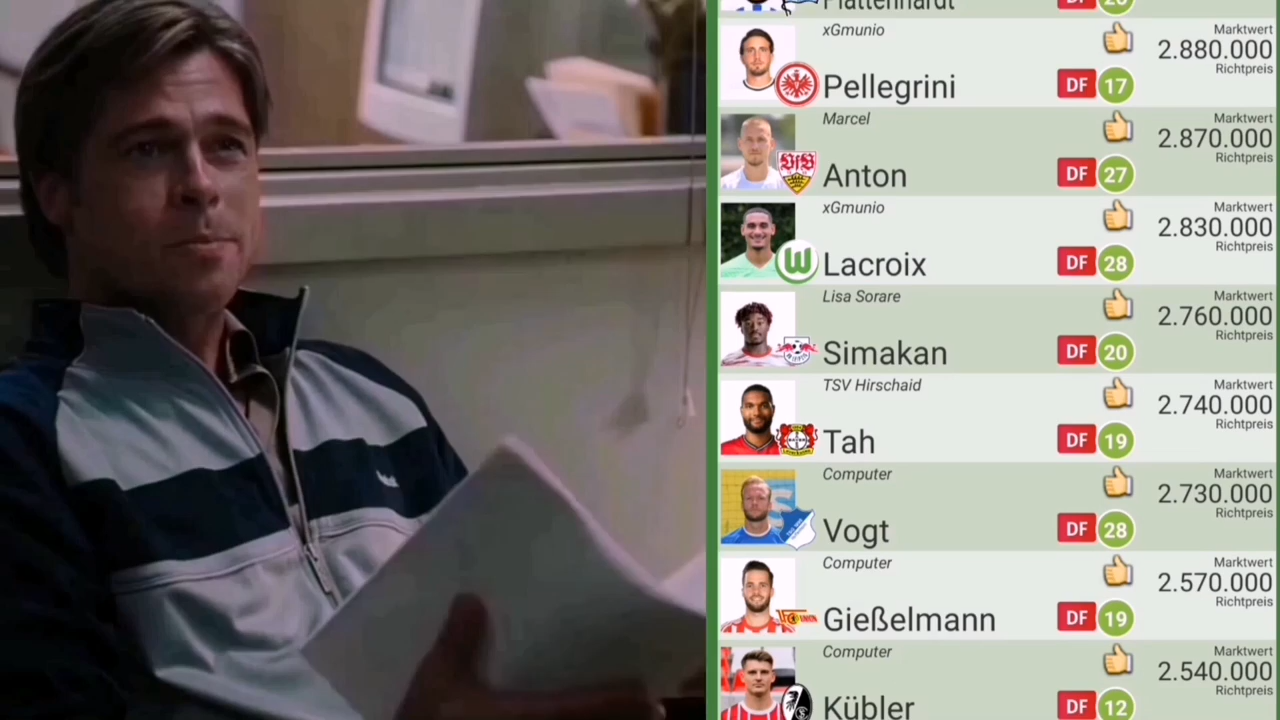 Plattenhardt
DF
xGmunio
Marktwert
2.880.000
Richtpreis
Pellegrini
DF 17
Marcel
Marktwert
2.870.000
Richtpreis
Anton
DF 27
xGmunio
Marktwert
2.830.000
Richtpreis
Lacroix
DF 28
Lisa Sorare
Marktwert
2.760.000
Richtpreis
Simakan
DF 20
TSV Hirschaid
Marktwert
2.740.000
Richtpreis
Tah
DF 19
Computer
Marktwert
2.730.000
Richtpreis
Vogt
DF 28
Computer
Marktwert
2.570.000
Richtpreis
Gießelmann
DF 19
Computer
Marktwert
2.540.000
Richtpreis
Kübler
DF 12